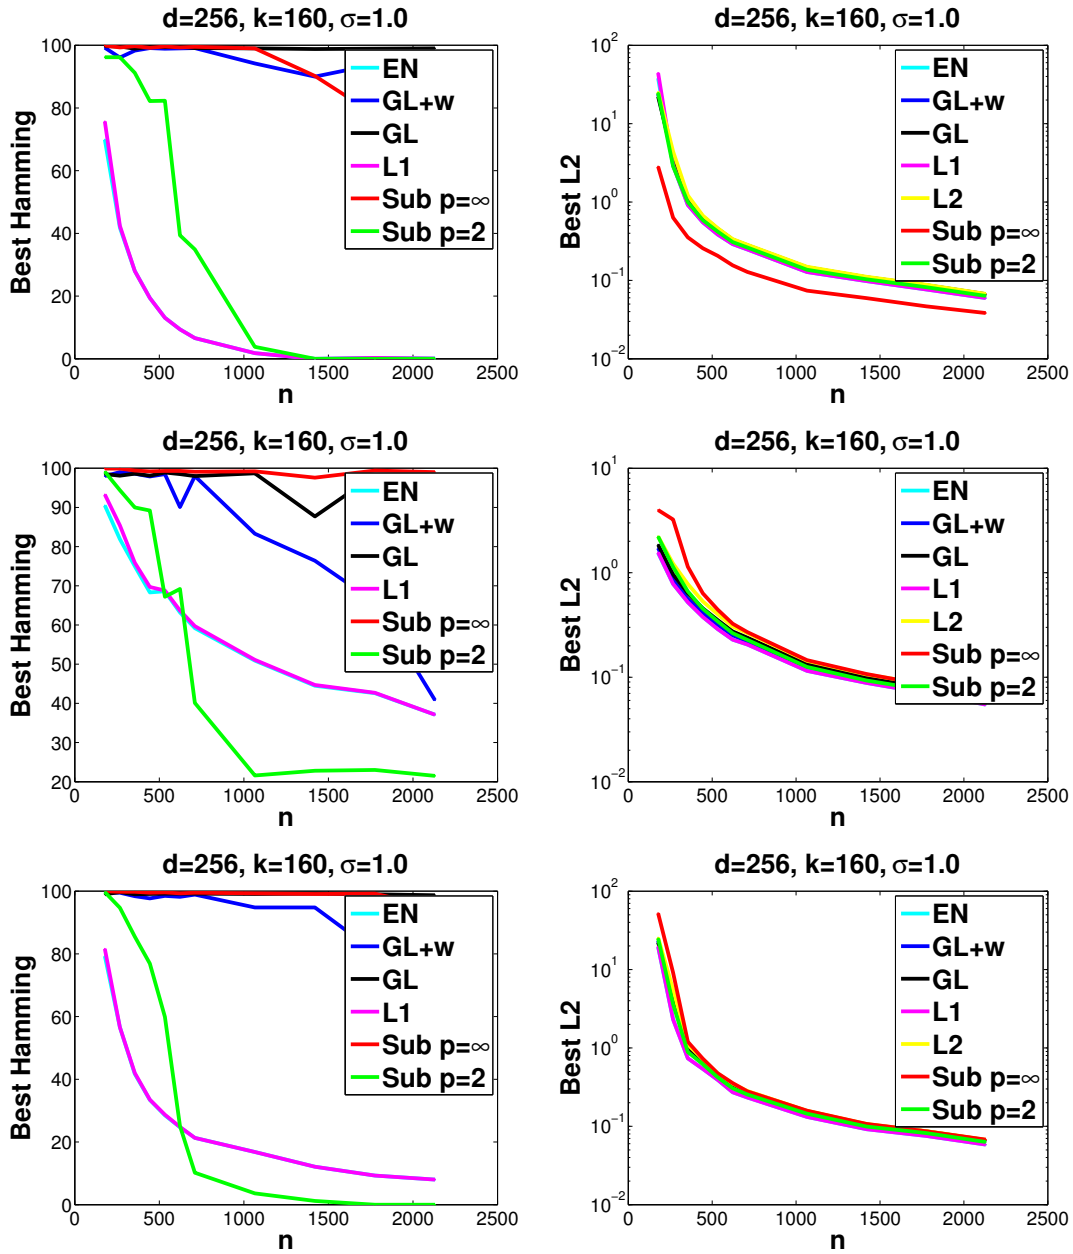 d=256, k=160, σ=1.0
Best Hamming
100
80
60
40
20
0
0
500
1000
1500
2000
2500
n
EN
GL+w
GL
L1
Sub p=∞
Sub p=2
d=256, k=160, σ=1.0
Best L2
10^2
10^1
10^0
10^-1
10^-2
0
500
1000
1500
2000
2500
n
EN
GL+w
GL
L1
L2
Sub p=∞
Sub p=2
d=256, k=160, σ=1.0
Best Hamming
100
90
80
70
60
50
40
30
20
0
500
1000
1500
2000
2500
n
EN
GL+w
GL
L1
Sub p=∞
Sub p=2
d=256, k=160, σ=1.0
Best L2
10^1
10^0
10^-1
10^-2
0
500
1000
1500
2000
2500
n
EN
GL+w
GL
L1
L2
Sub p=∞
Sub p=2
d=256, k=160, σ=1.0
Best Hamming
100
80
60
40
20
0
0
500
1000
1500
2000
2500
n
EN
GL+w
GL
L1
Sub p=∞
Sub p=2
d=256, k=160, σ=1.0
Best L2
10^2
10^1
10^0
10^-1
10^-2
0
500
1000
1500
2000
2500
n
EN
GL+w
GL
L1
L2
Sub p=∞
Sub p=2